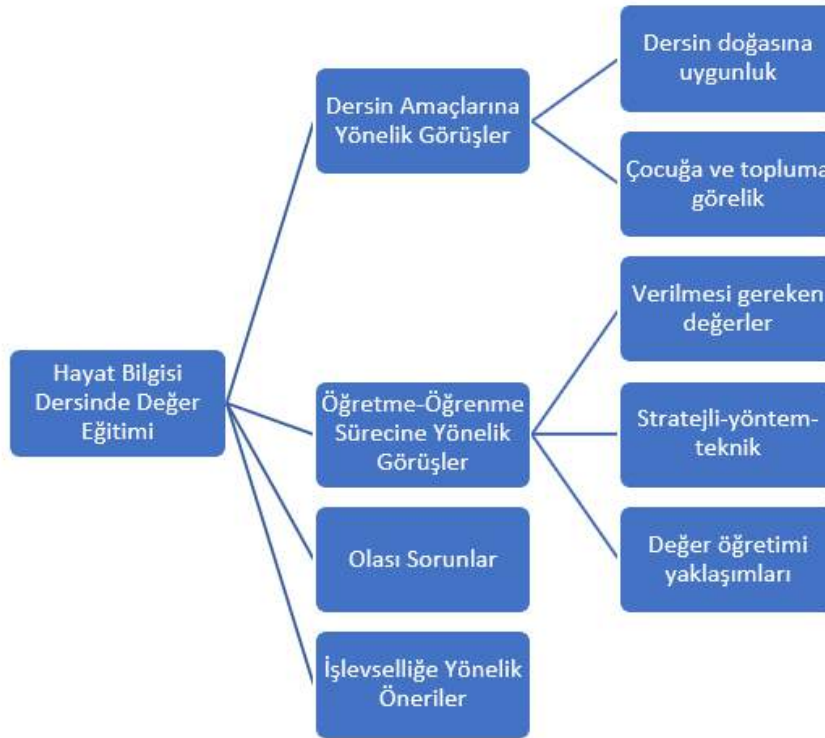 Hayat Bilgisi
Dersinde Değer
Eğitimi
Dersin Amaçlarına
Yönelik Görüşler
Dersin doğasına
uygunluk
Çocuğa ve topluma
görelik
Öğretme-Öğrenme
Sürecine Yönelik
Görüşler
Verilmesi gereken
değerler
Stratejli-yöntem-
teknik
Değer öğretimi
yaklaşımları
Olası Sorunlar
İşlevselliğe Yönelik
Öneriler